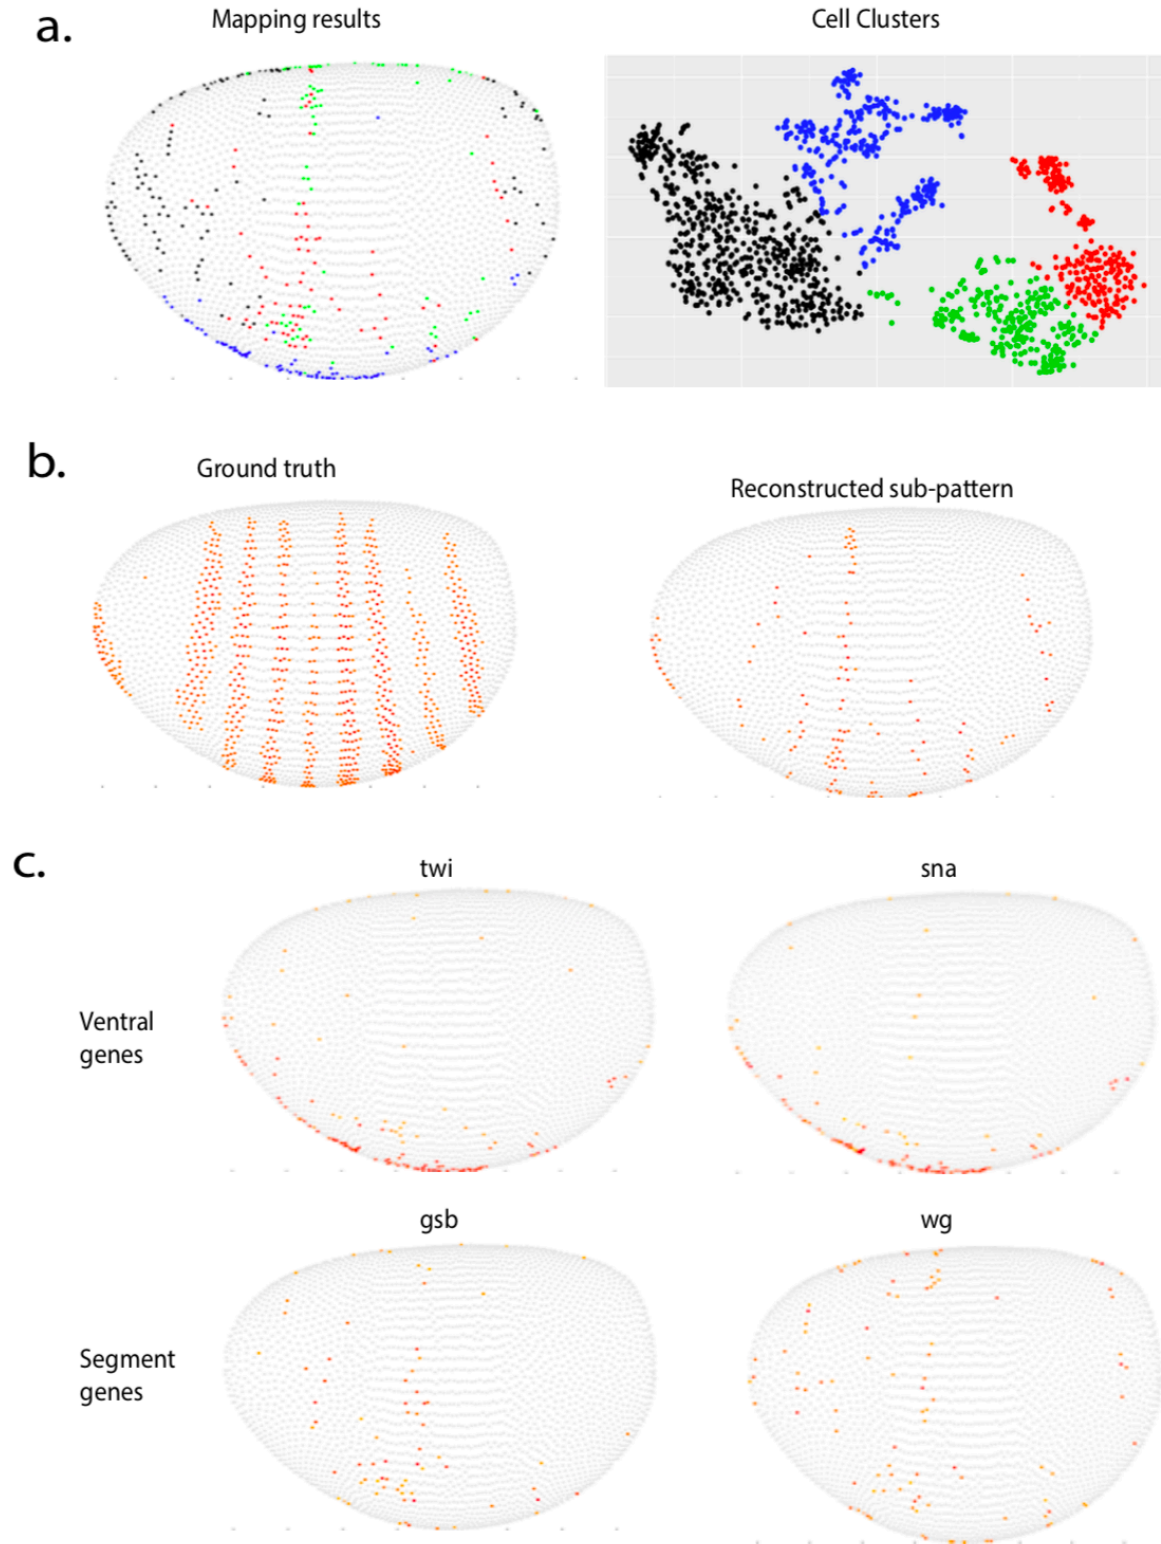 a.
Mapping results
Cell Clusters
b.
Ground truth
Reconstructed sub-pattern
c.
twi
sna
Ventral
genes
gsb
wg
Segment
genes